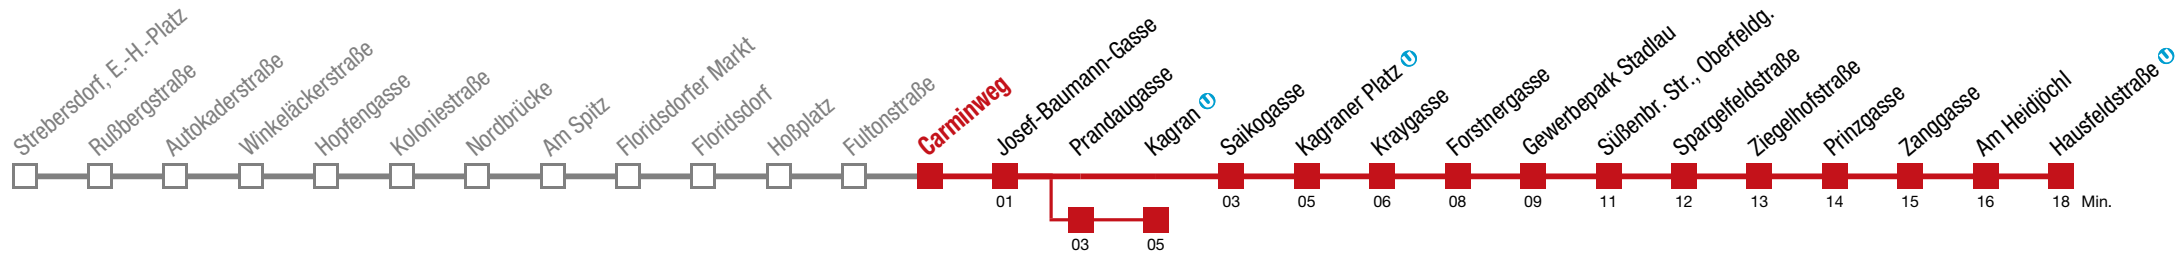 Strebersdorf, E.-H.-Platz
Rußbergstraße
Autokaderstraße
Winkeläckerstraße
Hopfengasse
Koloniestraße
Nordbrücke
Am Spitz
Floridsdorfer Markt
Floridsdorf
Hoßplatz
Fultonstraße
Carminweg
Josef-Baumann-Gasse
Prandaugasse
Kagran U
Saikogasse
Kagraner Platz U
Kraygasse
Forstnergasse
Gewerbepark Stadlau
Süßenbr. Str., Oberfeldg.
Spargelfeldstraße
Ziegelhofstraße
Prinzgasse
Zanggasse
Am Heidjöchl
Hausfeldstraße U
01 03 05 06 08 09 11 12 13 14 15 16 18 Min.
03 05